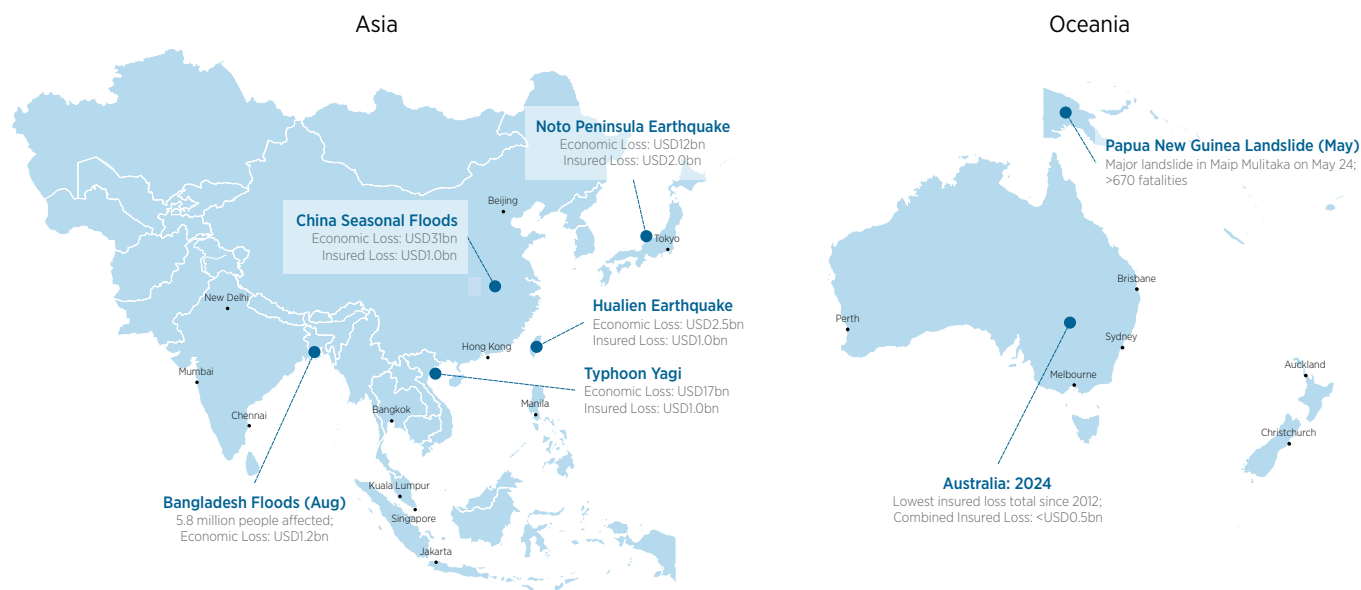 Asia
Noto Peninsula Earthquake
Economic Loss: USD12bn
Insured Loss: USD2.0bn
Beijing
China Seasonal Floods
Economic Loss: USD31bn
Insured Loss: USD1.0bn
Tokyo
New Delhi
Hualien Earthquake
Economic Loss: USD2.5bn
Insured Loss: USD1.0bn
Hong Kong
Mumbai
Typhoon Yagi
Economic Loss: USD17bn
Insured Loss: USD1.0bn
Chennai
Bangkok
Manila
Kuala Lumpur
Singapore
Bangladesh Floods (Aug)
5.8 million people affected;
Economic Loss: USD1.2bn
Jakarta
Oceania
Papua New Guinea Landslide (May)
Major landslide in Maip Mulitaka on May 24;
>670 fatalities
Brisbane
Perth
Sydney
Melbourne
Auckland
Christchurch
Australia: 2024
Lowest insured loss total since 2012;
Combined Insured Loss: <USD0.5bn